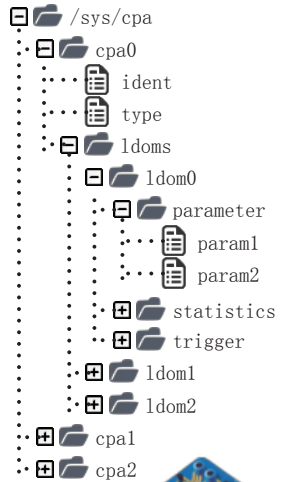 /sys/cpa
cpa0
ident
type
ldoms
ldom0
parameter
param1
param2
statistics
trigger
ldom1
ldom2
cpa1
cpa2